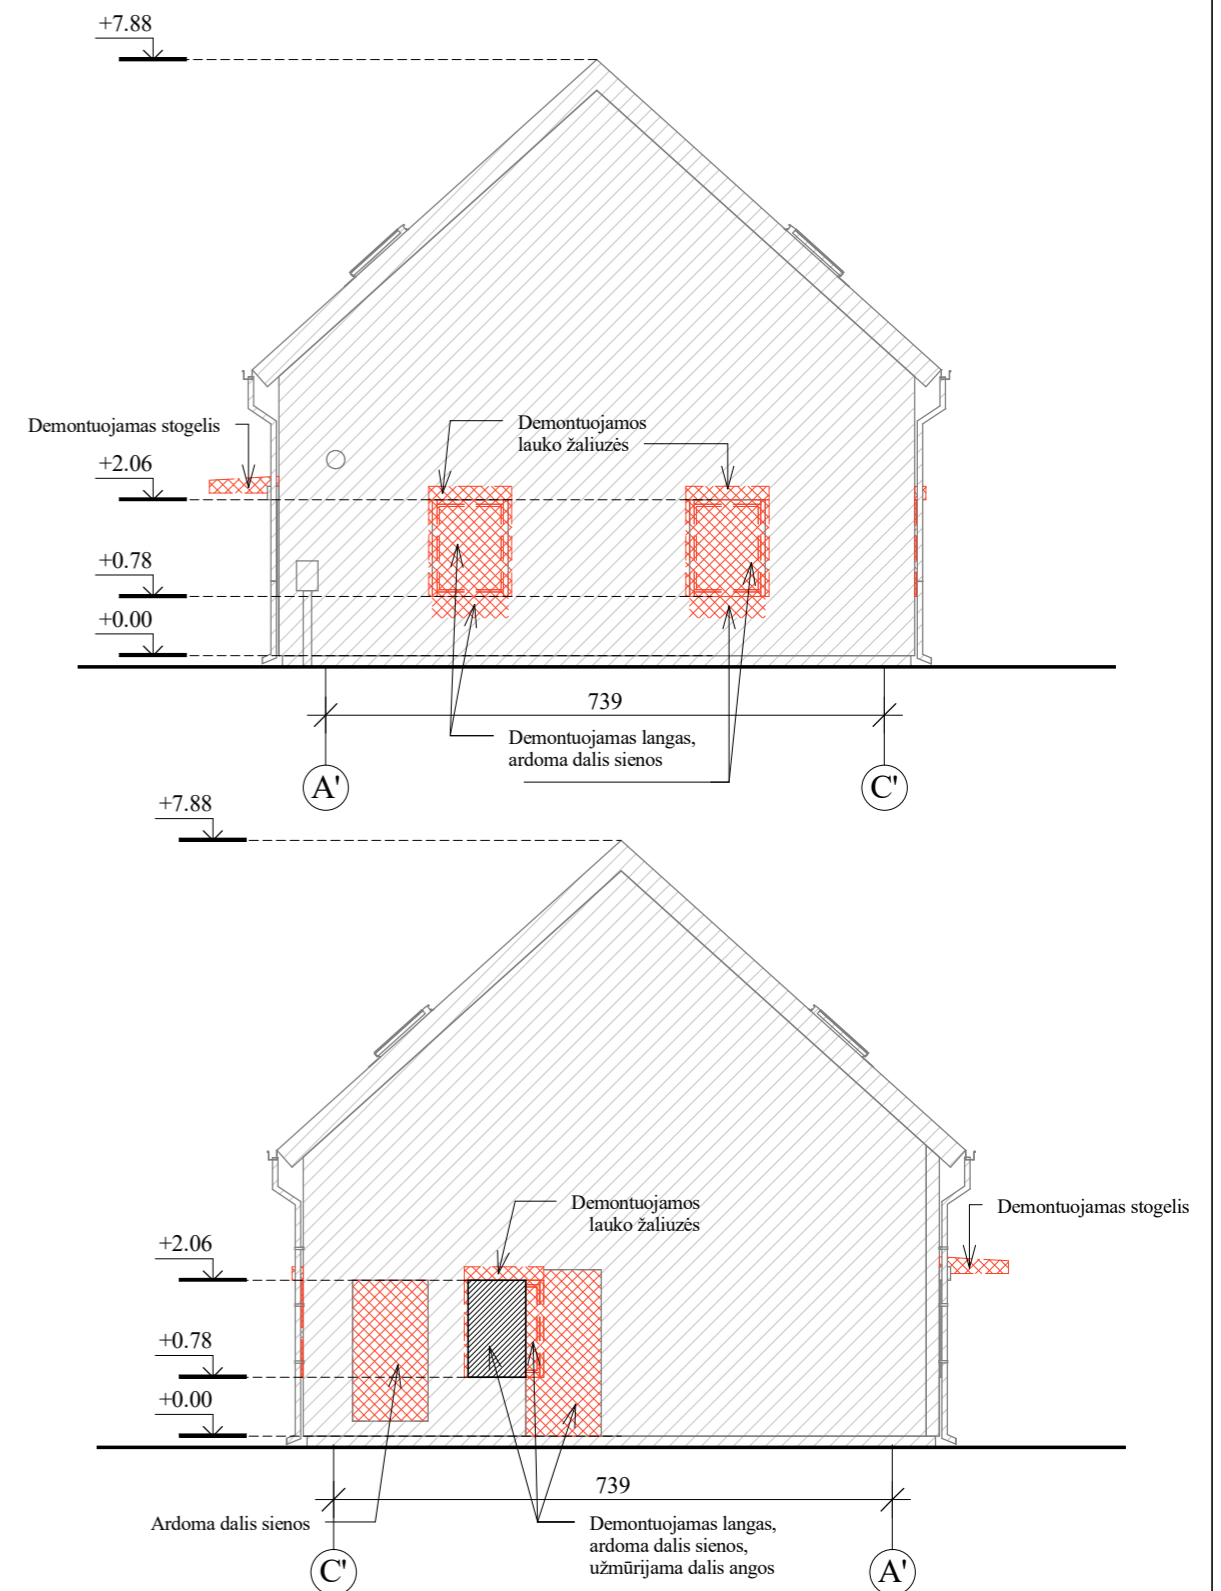 +7.88
Demontuojamas stogelis
Demontuojamos
lauko žaliuzės
+2.06
+0.78
+0.00
739
Demontuojamas langas,
ardoma dalis sienos
A'
C'
+7.88
Demontuojamos
lauko žaliuzės
Demontuojamas stogelis
+2.06
+0.78
+0.00
739
Ardoma dalis sienos
Demontuojamas langas,
ardoma dalis sienos,
užmūrijama dalis angos
C'
A'